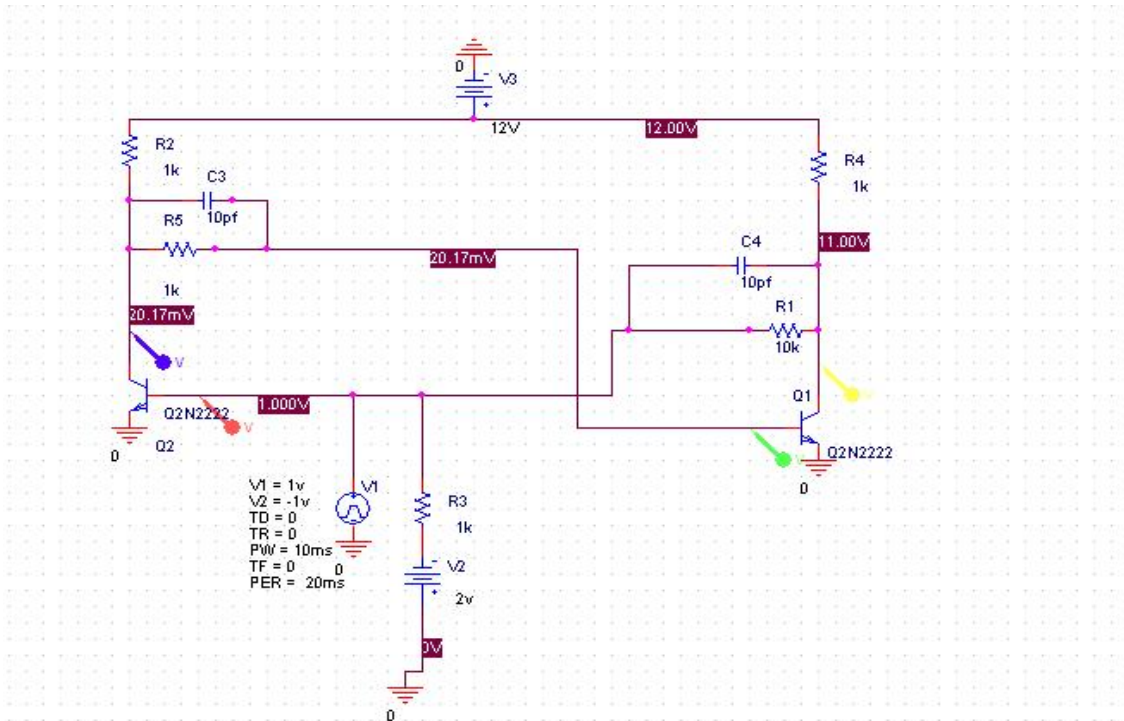 0
V3
12V
12.00V
R2
1k
R4
1k
C3
10pf
R5
1k
20.17mV
11.00V
C4
10pf
R1
10k
20.17mV
V
Q2N2222
Q2
0
1.000V
V
Q1
Q2N2222
0
V1 = 1v
V2 = -1v
TD = 0
TR = 0
PW = 10ms
TF = 0
PER = 20ms
V1
0
R3
1k
V2
2v
0V
0